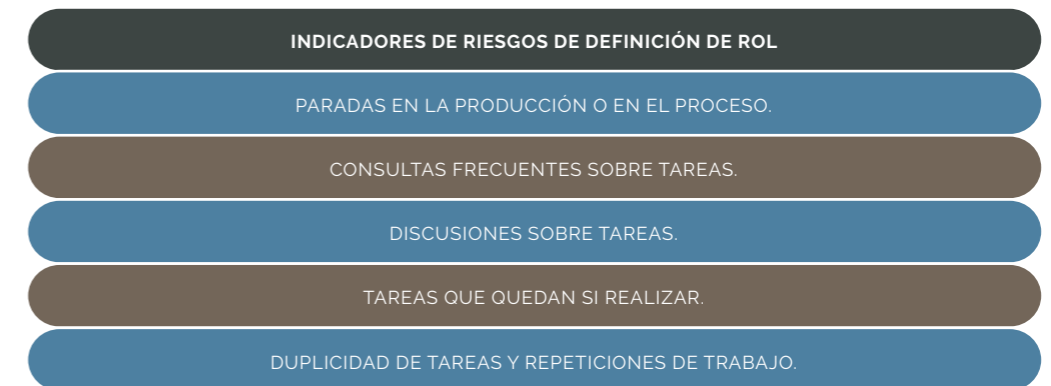 INDICADORES DE RIESGOS DE DEFINICIÓN DE ROL
PARADAS EN LA PRODUCCIÓN O EN EL PROCESO.
CONSULTAS FRECUENTES SOBRE TAREAS.
DISCUSIONES SOBRE TAREAS.
TAREAS QUE QUEDAN SI REALIZAR.
DUPLICIDAD DE TAREAS Y REPETICIONES DE TRABAJO.